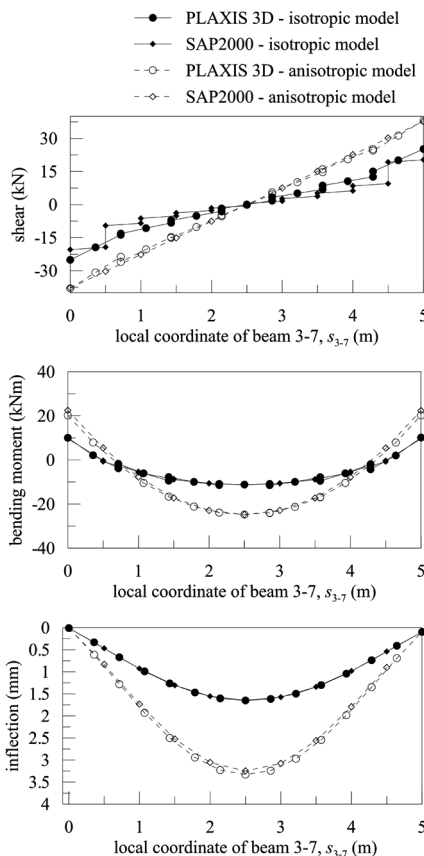 PLAXIS 3D - isotropic model
SAP2000 - isotropic model
PLAXIS 3D - anisotropic model
SAP2000 - anisotropic model
30
15
0
-15
-30
shear (kN)
0 1 2 3 4 5
local coordinate of beam 3-7, s3-7 (m)
40
20
0
-20
-40
bending moment (kNm)
0 1 2 3 4 5
local coordinate of beam 3-7, s3-7 (m)
0
0.5
1
1.5
2
2.5
3
3.5
4
inflection (mm)
0 1 2 3 4 5
local coordinate of beam 3-7, s3-7 (m)